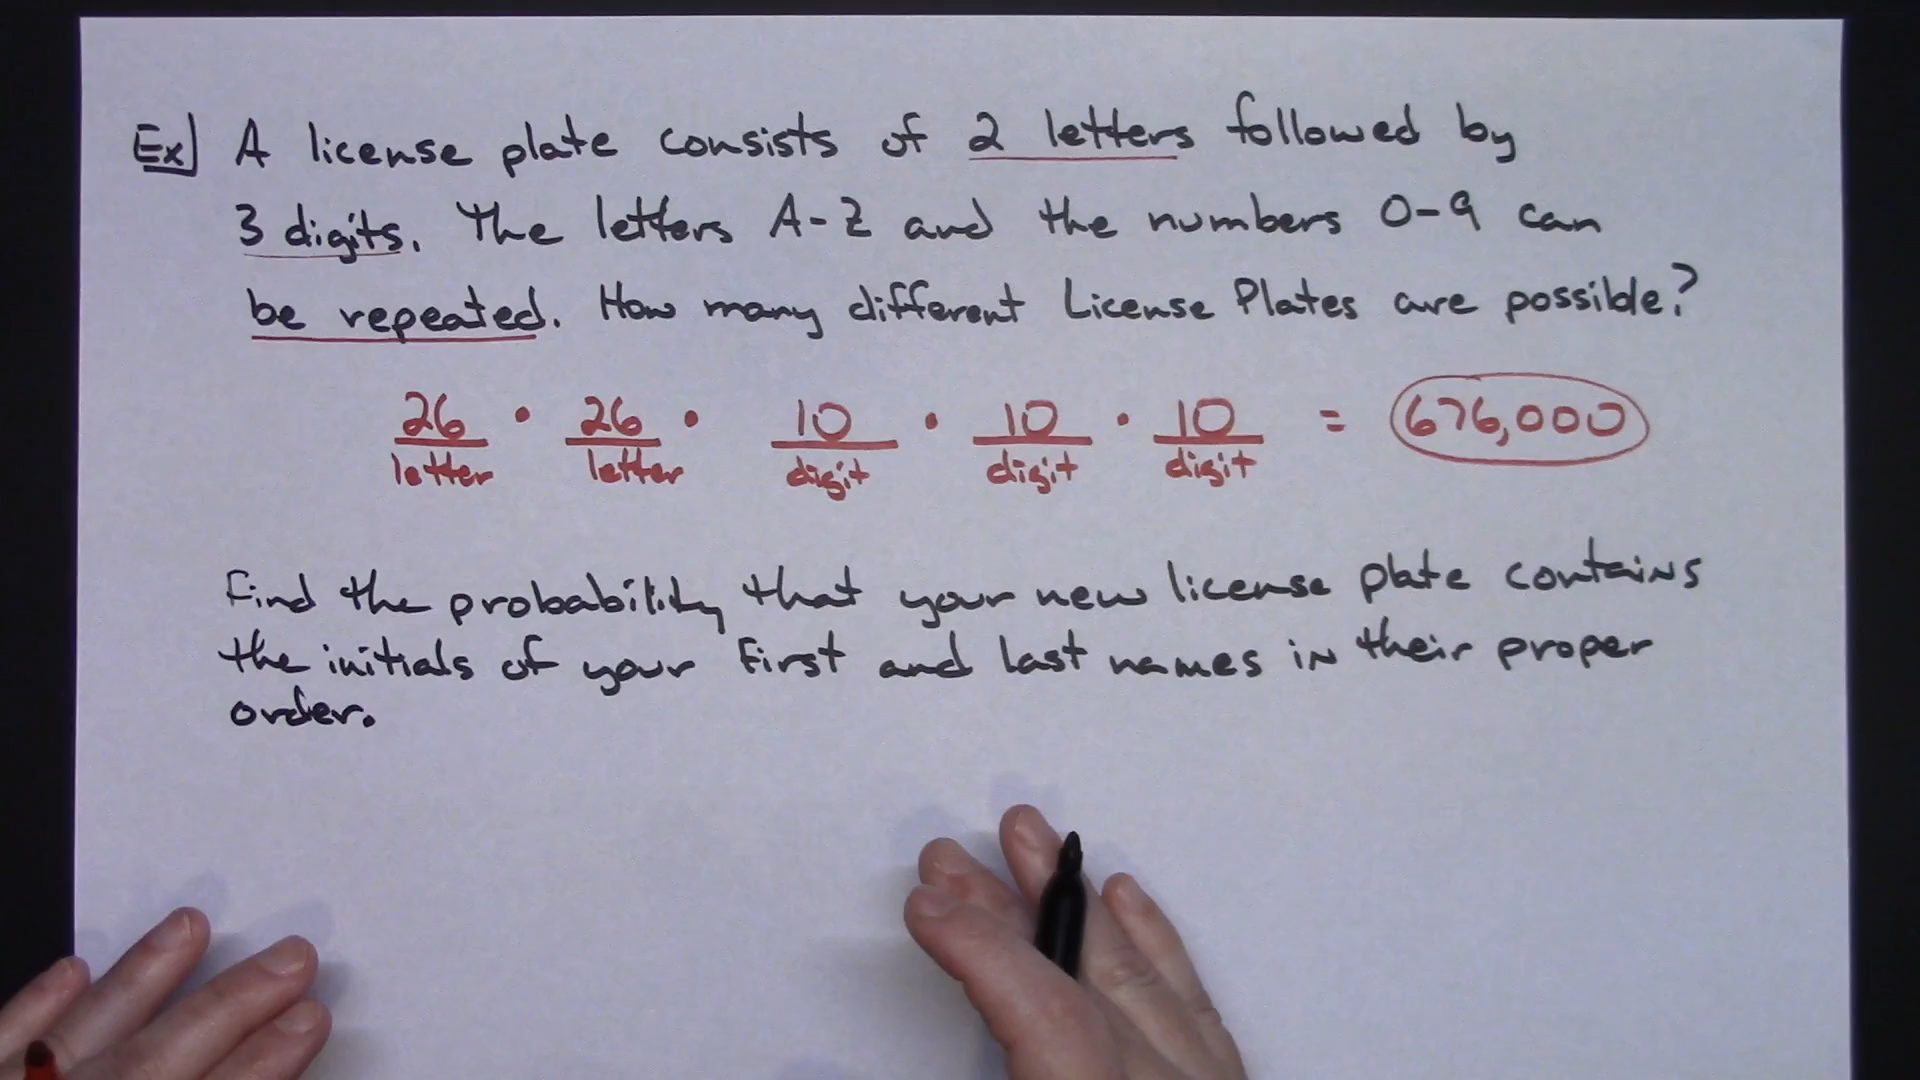 Ex] A license plate consists of 2 letters followed by
3 digits. The letters A-Z and the numbers 0-9 can
be repeated. How many different License Plates are possible?
26/letter · 26/letter · 10/digit · 10/digit · 10/digit = 676,000
Find the probability that your new license plate contains
the initials of your first and last names in their proper
order.